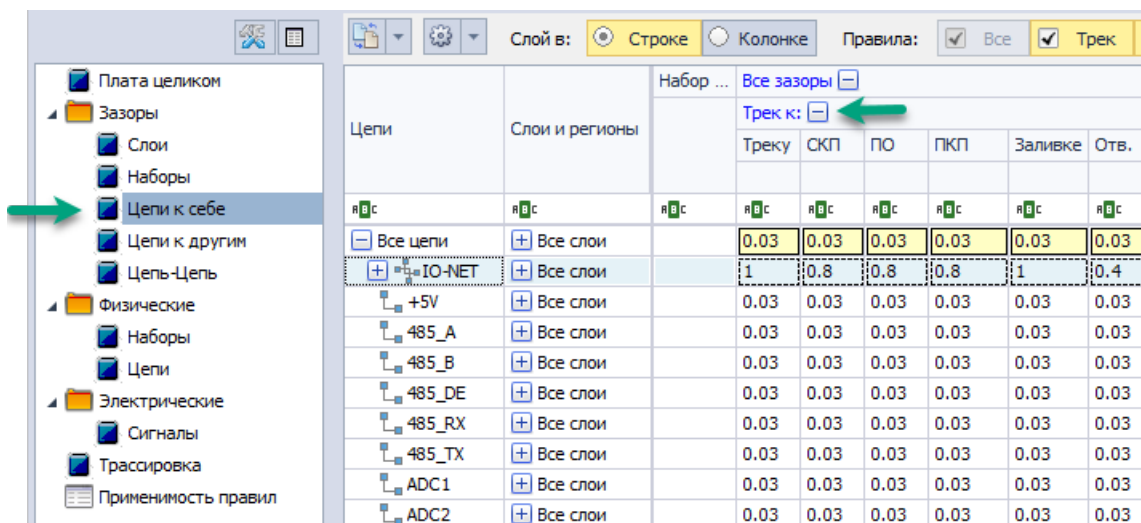 Слой в: Строке Колонке Правила: Все Трек
Плата целиком
Зазоры
Слои
Наборы
Цепи к себе
Цепи к другим
Цепь-Цепь
Физические
Наборы
Цепи
Электрические
Сигналы
Трассировка
Применимость правил
Цепи Слои и регионы Набор ... Все зазоры
Трек к:
Треку СКП ПО ПКП Заливке Отв.
ABC ABC ABC ABC ABC ABC ABC ABC ABC
Все цепи Все слои 0.03 0.03 0.03 0.03 0.03 0.03
IO-NET Все слои 1 0.8 0.8 0.8 1 0.4
+5V Все слои 0.03 0.03 0.03 0.03 0.03 0.03
485_A Все слои 0.03 0.03 0.03 0.03 0.03 0.03
485_B Все слои 0.03 0.03 0.03 0.03 0.03 0.03
485_DE Все слои 0.03 0.03 0.03 0.03 0.03 0.03
485_RX Все слои 0.03 0.03 0.03 0.03 0.03 0.03
485_TX Все слои 0.03 0.03 0.03 0.03 0.03 0.03
ADC1 Все слои 0.03 0.03 0.03 0.03 0.03 0.03
ADC2 Все слои 0.03 0.03 0.03 0.03 0.03 0.03